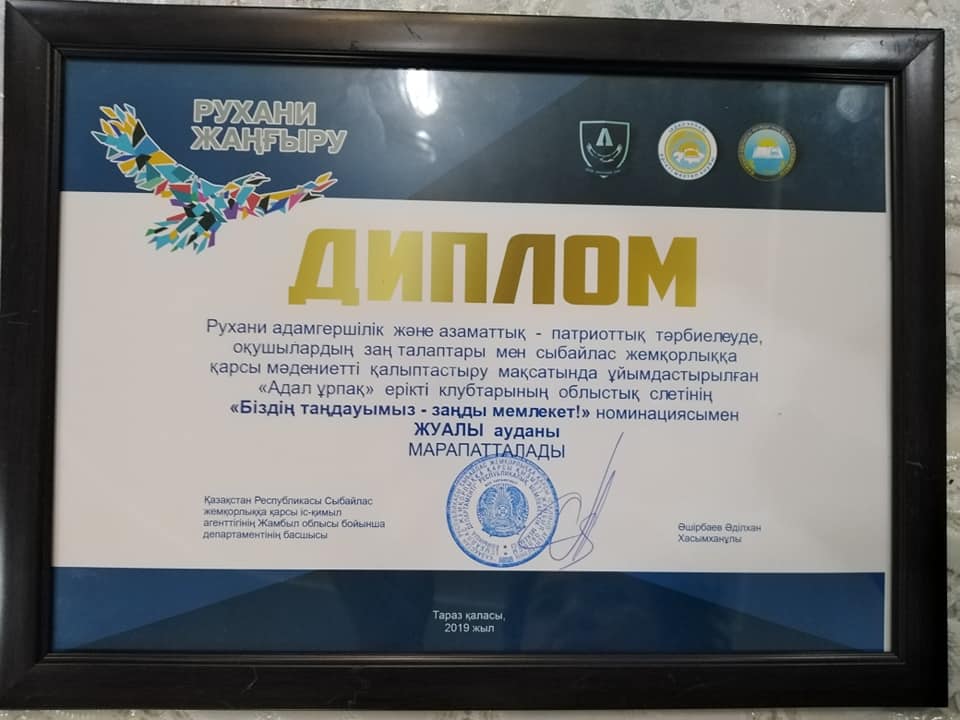 РУХАНИ
ЖАҢҒЫРУ
ДИПЛОМ
Рухани адамгершілік және азаматтық - патриоттық тәрбиелеуде,
оқушылардың заң талаптары мен сыбайлас жемқорлыққа
қарсы мәдениетті қалыптастыру мақсатында ұйымдастырылған
«Адал ұрпақ» ерікті клубтарының облыстық слетінің
«Біздің таңдауымыз - заңды мемлекет!» номинациясымен
ЖУАЛЫ ауданы
МАРАПАТТАЛАДЫ
Қазақстан Республикасы Сыбайлас
жемқорлыққа қарсы іс-қимыл
агенттігінің Жамбыл облысы бойынша
департаментінің басшысы
Әшірбаев Әділхан
Хасымханұлы
Тараз қаласы,
2019 жыл